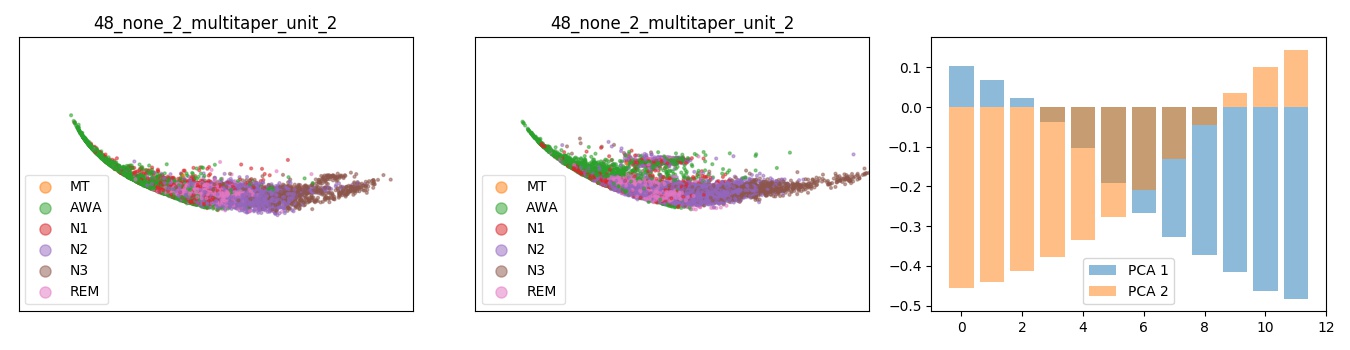 48_none_2_multitaper_unit_2
MT
AWA
N1
N2
N3
REM
48_none_2_multitaper_unit_2
MT
AWA
N1
N2
N3
REM
0.1
0.0
−0.1
−0.2
−0.3
−0.4
−0.5
PCA 1
PCA 2
0 2 4 6 8 10 12